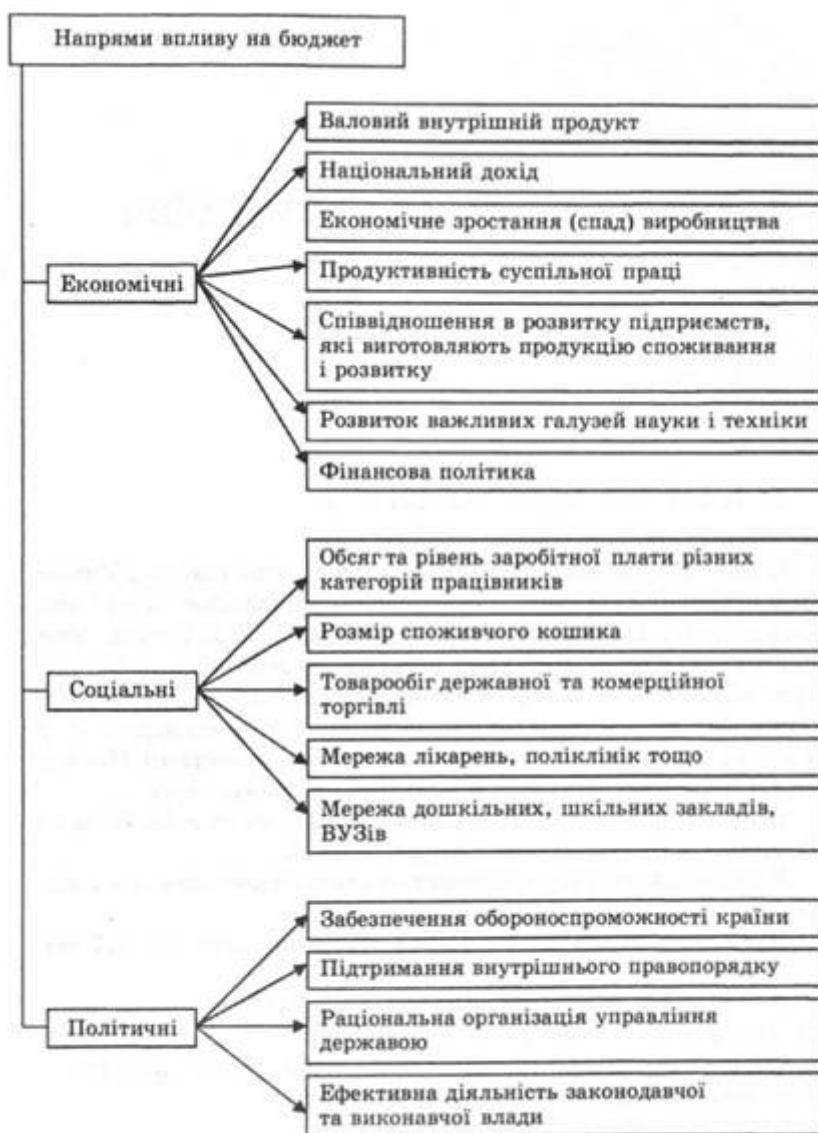 Напрями впливу на бюджет
Економічні
Валовий внутрішній продукт
Національний дохід
Економічне зростання (спад) виробництва
Продуктивність суспільної праці
Співвідношення в розвитку підприємств,
які виготовляють продукцію споживання
і розвитку
Розвиток важливих галузей науки і техніки
Фінансова політика
Соціальні
Обсяг та рівень заробітної плати різних
категорій працівників
Розмір споживчого кошика
Товарообіг державної та комерційної
торгівлі
Мережа лікарень, поліклінік тощо
Мережа дошкільних, шкільних закладів,
ВУЗів
Політичні
Забезпечення обороноспроможності країни
Підтримання внутрішнього правопорядку
Раціональна організація управління
державою
Ефективна діяльність законодавчої
та виконавчої влади